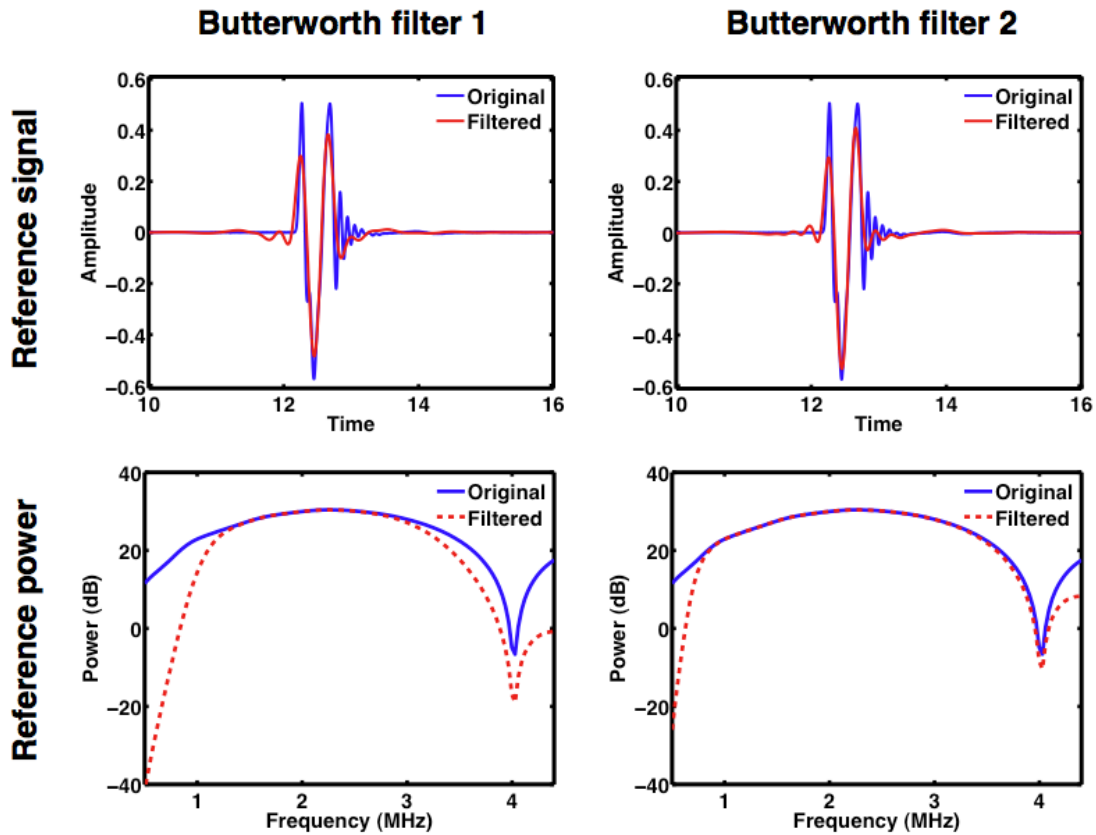 Butterworth filter 1
Butterworth filter 2
Reference signal
Amplitude
0.6
0.4
0.2
0
−0.2
−0.4
−0.6
Original
Filtered
10
12
14
16
Time
Amplitude
0.6
0.4
0.2
0
−0.2
−0.4
−0.6
Original
Filtered
10
12
14
16
Time
Reference power
Power (dB)
40
20
0
−20
−40
Original
Filtered
1
2
3
4
Frequency (MHz)
Power (dB)
40
20
0
−20
−40
Original
Filtered
1
2
3
4
Frequency (MHz)